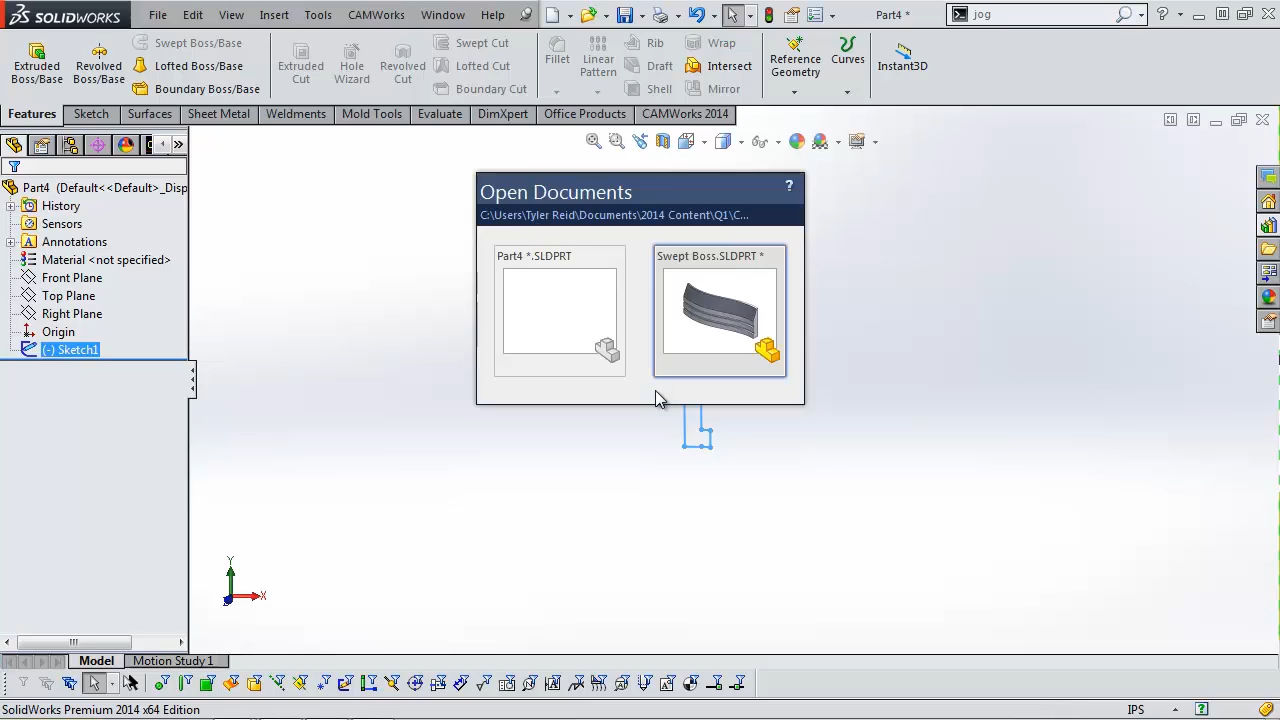 SOLIDWORKS File Edit View Insert Tools CAMWorks Window Help Part4 * jog
Extruded Boss/Base
Revolved Boss/Base
Swept Boss/Base
Lofted Boss/Base
Boundary Boss/Base
Extruded Cut
Hole Wizard
Revolved Cut
Swept Cut
Lofted Cut
Boundary Cut
Fillet
Linear Pattern
Rib
Draft
Shell
Wrap
Intersect
Mirror
Reference Geometry
Curves
Instant3D
Features Sketch Surfaces Sheet Metal Weldments Mold Tools Evaluate DimXpert Office Products CAMWorks 2014
Part4 (Default<<Default>_Disp
History
Sensors
Annotations
Material <not specified>
Front Plane
Top Plane
Right Plane
Origin
(-) Sketch1
Open Documents ?
C:\Users\Tyler Reid\Documents\2014 Content\Q1\C...
Part4 *.SLDPRT
Swept Boss.SLDPRT *
Y
X
Model Motion Study 1
SolidWorks Premium 2014 x64 Edition IPS ?